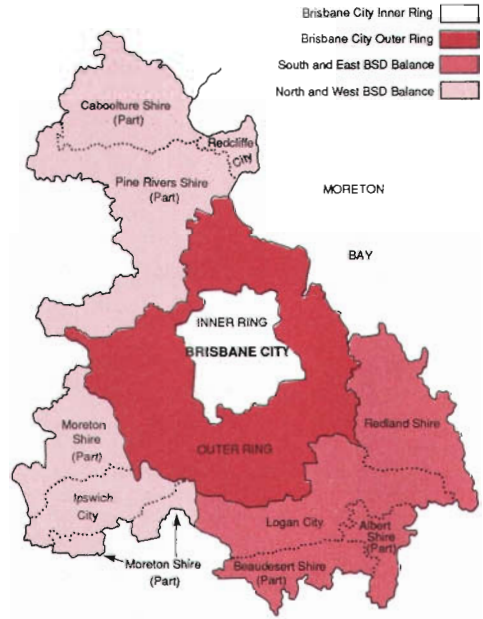 Brisbane City Inner Ring
Brisbane City Outer Ring
South and East BSD Balance
North and West BSD Balance
Caboolture Shire
(Part)
Redcliffe
City
Pine Rivers Shire
(Part)
MORETON
BAY
INNER RING
BRISBANE CITY
Redland Shire
Moreton
Shire
(Part)
OUTER RING
Ipswich
City
Logan City
Albert
Shire
(Part)
Moreton Shire
(Part)
Beaudesert Shire
(Part)